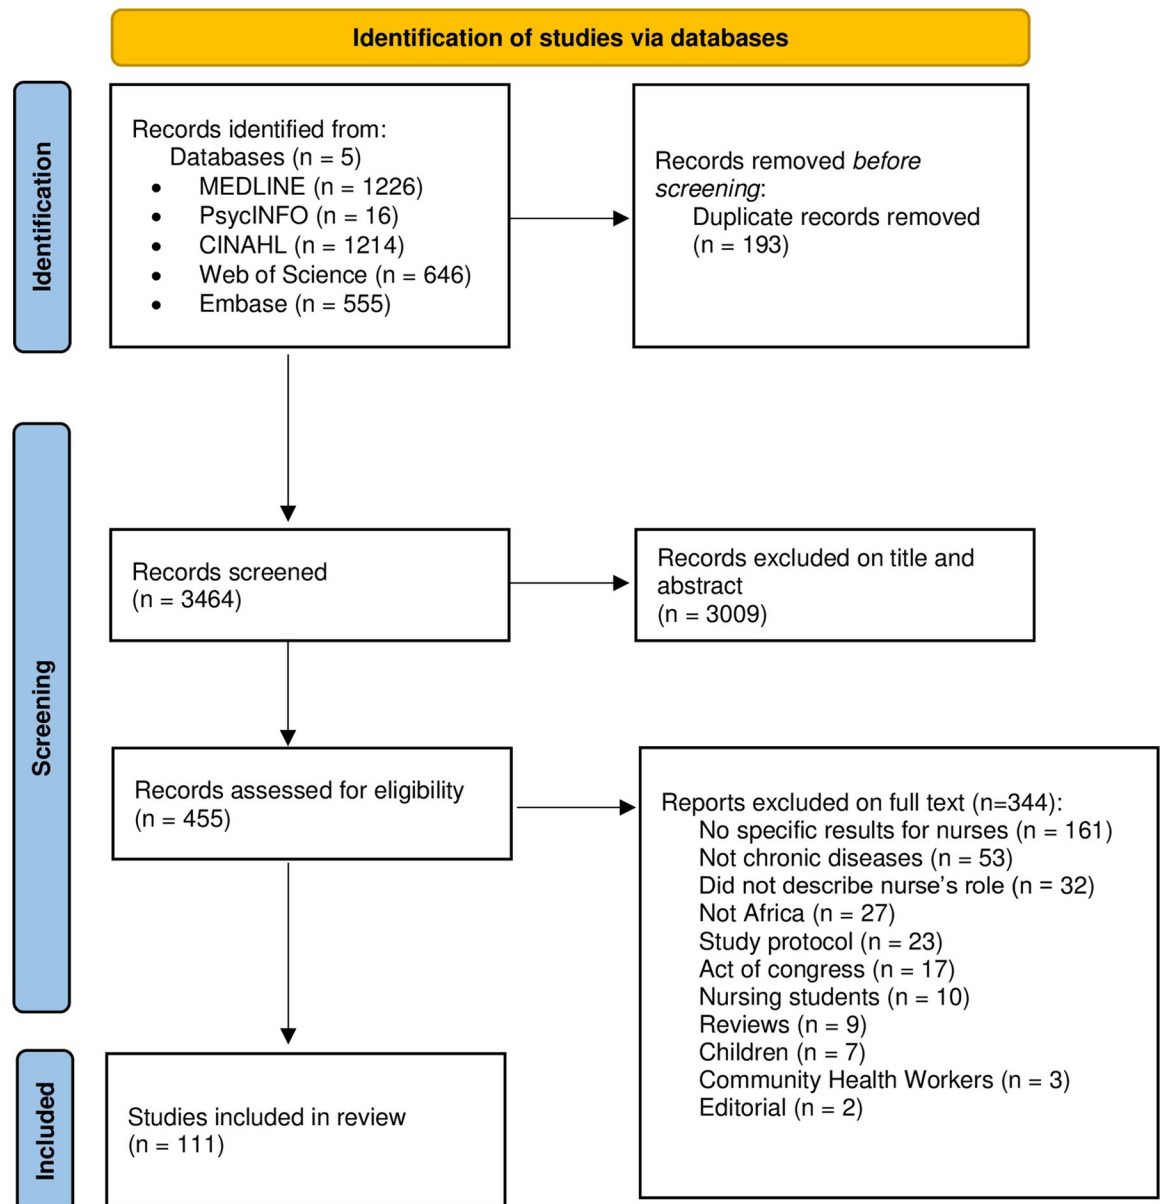 Identification of studies via databases
Identification
Records identified from:
Databases (n = 5)
• MEDLINE (n = 1226)
• PsycINFO (n = 16)
• CINAHL (n = 1214)
• Web of Science (n = 646)
• Embase (n = 555)
Records removed before
screening:
Duplicate records removed
(n = 193)
Screening
Records screened
(n = 3464)
Records excluded on title and
abstract
(n = 3009)
Records assessed for eligibility
(n = 455)
Reports excluded on full text (n=344):
No specific results for nurses (n = 161)
Not chronic diseases (n = 53)
Did not describe nurse’s role (n = 32)
Not Africa (n = 27)
Study protocol (n = 23)
Act of congress (n = 17)
Nursing students (n = 10)
Reviews (n = 9)
Children (n = 7)
Community Health Workers (n = 3)
Editorial (n = 2)
Included
Studies included in review
(n = 111)